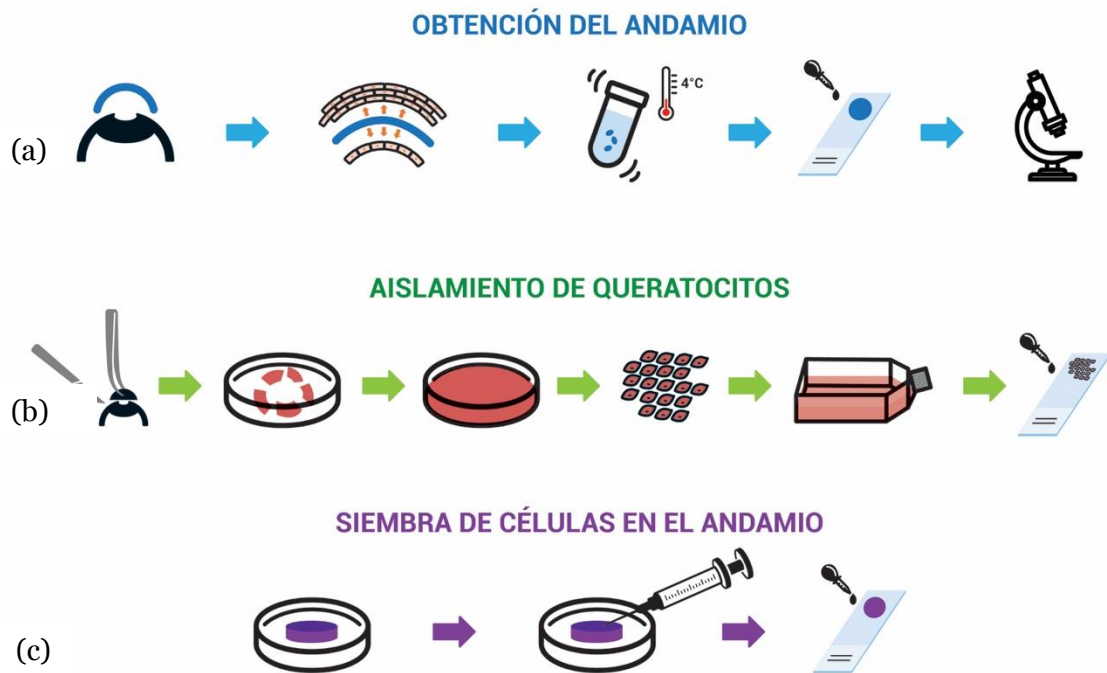 OBTENCIÓN DEL ANDAMIO
4°C
(a)
AISLAMIENTO DE QUERATOCITOS
(b)
SIEMBRA DE CÉLULAS EN EL ANDAMIO
(c)